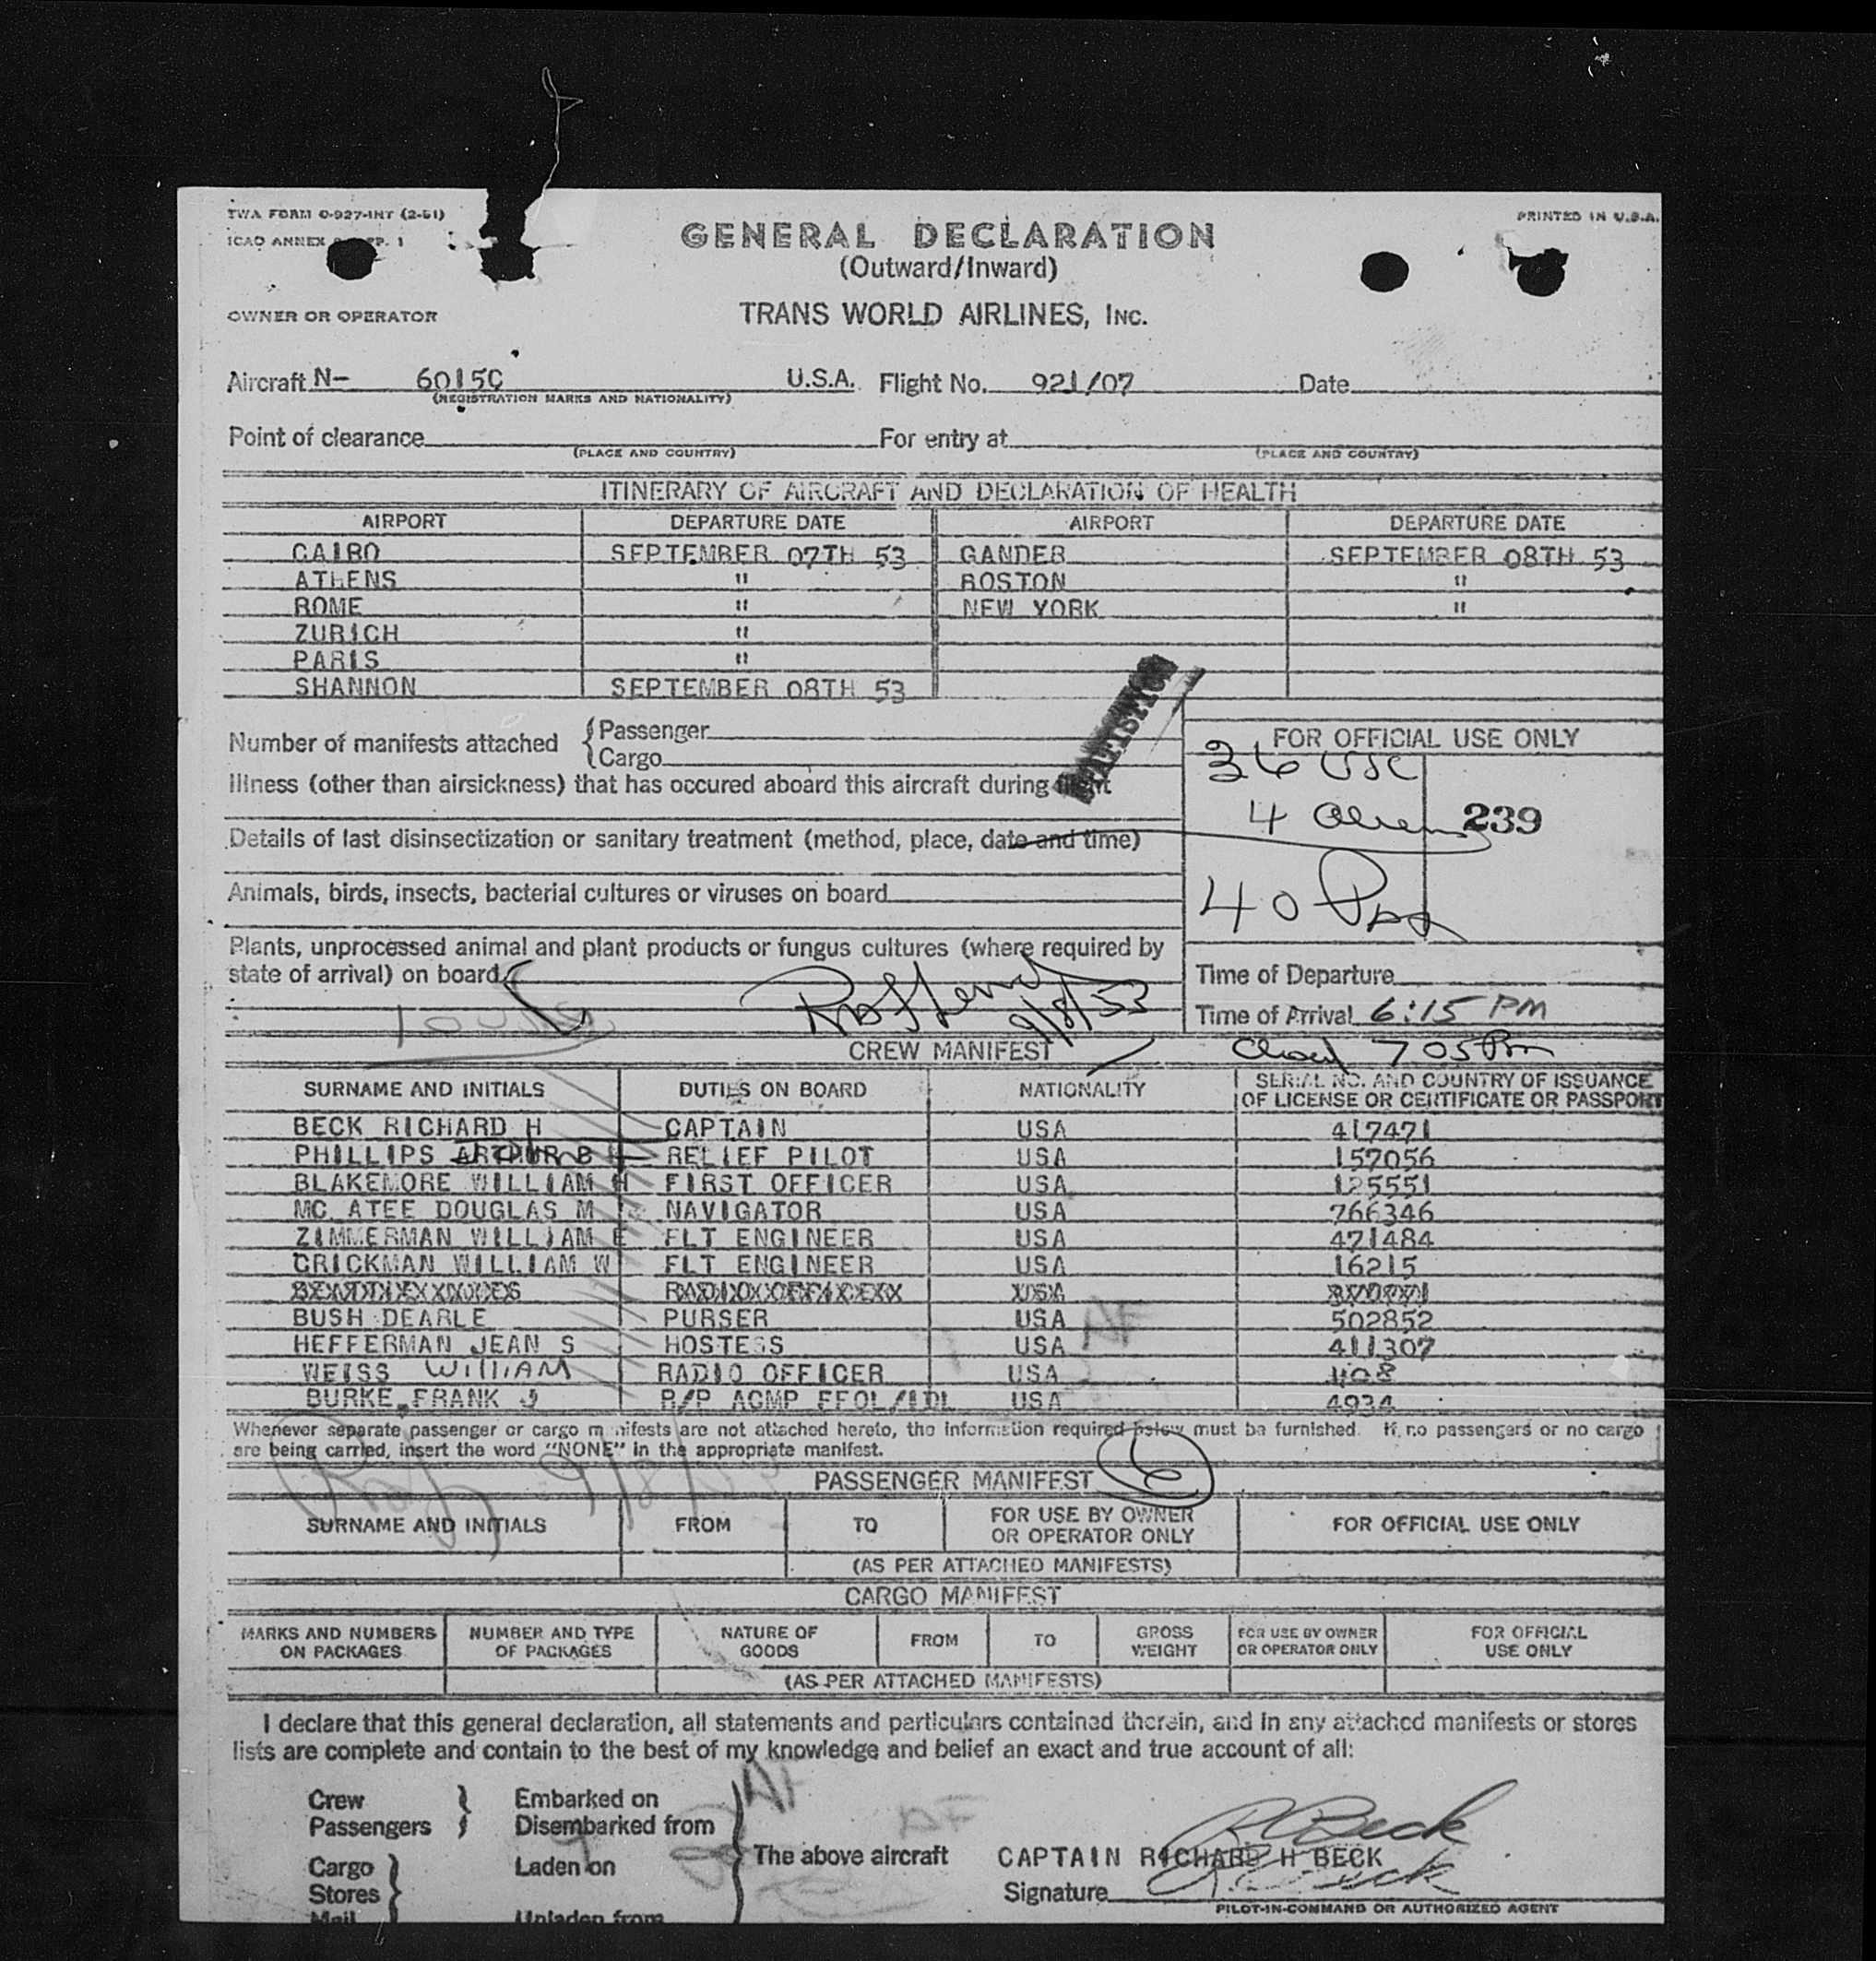 TWA FORM O-927-INT (2-51)
PRINTED IN U.S.A.
ICAO ANNEX
GENERAL DECLARATION
(Outward/Inward)
OWNER OR OPERATOR
TRANS WORLD AIRLINES, INC.
Aircraft N- 6015C U.S.A. Flight No. 921/07 Date
(REGISTRATION MARKS AND NATIONALITY)
Point of clearance For entry at
(PLACE AND COUNTRY) (PLACE AND COUNTRY)
ITINERARY OF AIRCRAFT AND DECLARATION OF HEALTH
AIRPORT DEPARTURE DATE AIRPORT DEPARTURE DATE
CAIRO SEPTEMBER 07TH 53 GANDER SEPTEMBER 08TH 53
ATHENS " BOSTON "
ROME " NEW YORK "
ZURICH "
PARIS "
SHANNON SEPTEMBER 08TH 53
Number of manifests attached { Passenger
Cargo
FOR OFFICIAL USE ONLY
36 USC
Illness (other than airsickness) that has occured aboard this aircraft during flight
4 239
Details of last disinsectization or sanitary treatment (method, place, date and time)
Animals, birds, insects, bacterial cultures or viruses on board
40
Plants, unprocessed animal and plant products or fungus cultures (where required by
state of arrival) on board
9/8/53
Time of Departure
Time of Arrival 6:15 PM
CREW MANIFEST
705 Pm
SURNAME AND INITIALS DUTIES ON BOARD NATIONALITY SERIAL NO. AND COUNTRY OF ISSUANCE
OF LICENSE OR CERTIFICATE OR PASSPORT
BECK RICHARD H CAPTAIN USA 417471
PHILLIPS ARTHUR B RELIEF PILOT USA 157056
BLAKEMORE WILLIAM H FIRST OFFICER USA 125551
MC ATEE DOUGLAS M NAVIGATOR USA 766346
ZIMMERMAN WILLIAM E FLT ENGINEER USA 471484
CRICKMAN WILLIAM W FLT ENGINEER USA 16215
BUSH DEARLE PURSER USA 502852
HEFFERMAN JEAN S HOSTESS USA 411307
WEISS WILLIAM RADIO OFFICER USA 1108
BURKE FRANK J R/P ACMP EFOL/IDL USA 4934
Whenever separate passenger or cargo manifests are not attached hereto, the information required below must be furnished. If no passengers or no cargo
are being carried, insert the word "NONE" in the appropriate manifest.
PASSENGER MANIFEST 6
SURNAME AND INITIALS FROM TO FOR USE BY OWNER
OR OPERATOR ONLY FOR OFFICIAL USE ONLY
(AS PER ATTACHED MANIFESTS)
CARGO MANIFEST
MARKS AND NUMBERS
ON PACKAGES NUMBER AND TYPE
OF PACKAGES NATURE OF
GOODS FROM TO GROSS
WEIGHT FOR USE BY OWNER
OR OPERATOR ONLY FOR OFFICIAL
USE ONLY
(AS PER ATTACHED MANIFESTS)
I declare that this general declaration, all statements and particulars contained therein, and in any attached manifests or stores
lists are complete and contain to the best of my knowledge and belief an exact and true account of all:
Crew Embarked on
Passengers Disembarked from
R Beck
The above aircraft CAPTAIN RICHARD H BECK
Cargo Laden on
Stores
Signature
PILOT-IN-COMMAND OR AUTHORIZED AGENT
Mail Unladen from